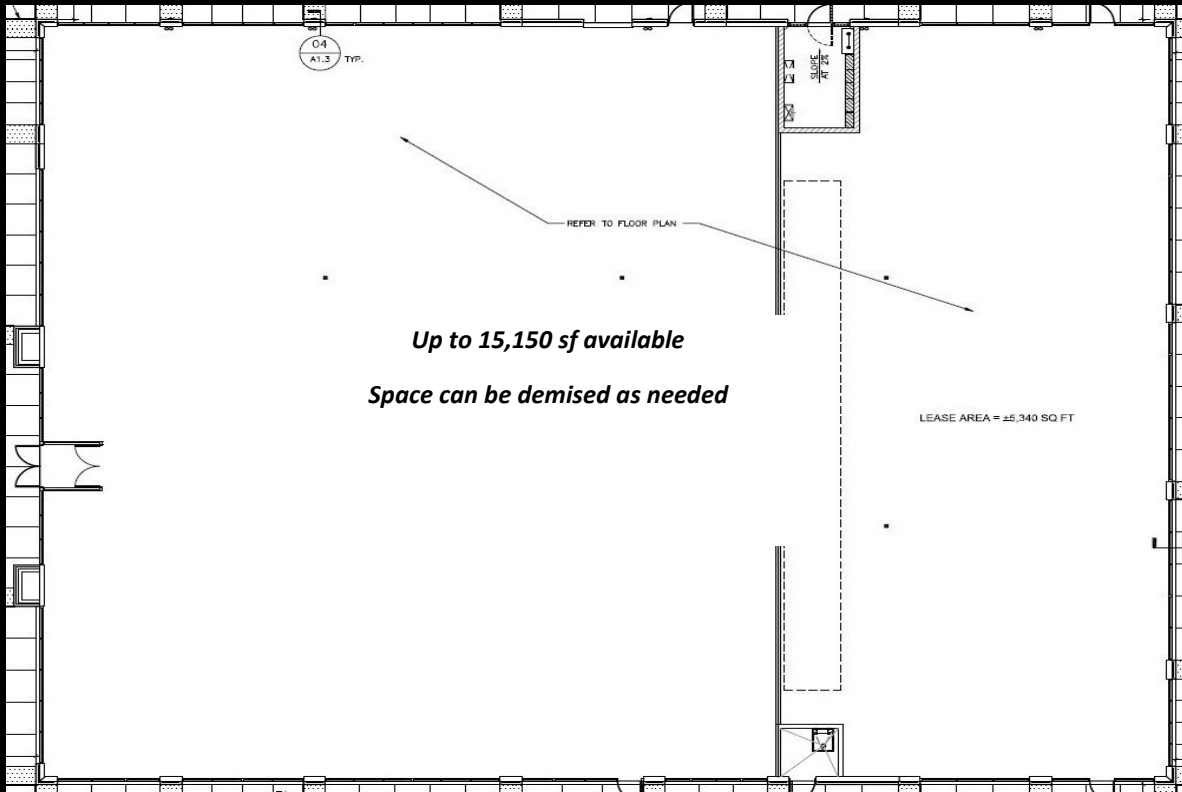 04
A1.3 TYP.
SLOPE
AT 2%
REFER TO FLOOR PLAN
Up to 15,150 sf available
Space can be demised as needed
LEASE AREA = ±5,340 SQ FT